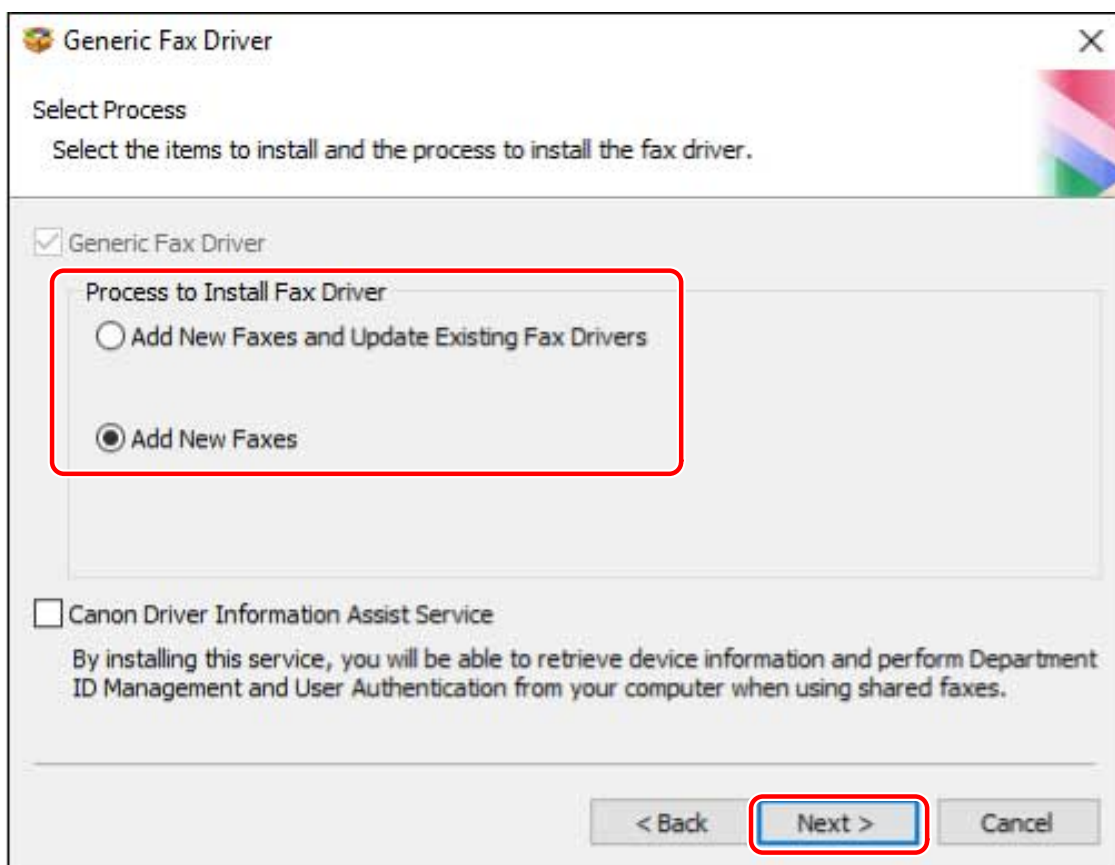 Generic Fax Driver
Select Process
Select the items to install and the process to install the fax driver.
Generic Fax Driver
Process to Install Fax Driver
Add New Faxes and Update Existing Fax Drivers
Add New Faxes
Canon Driver Information Assist Service
By installing this service, you will be able to retrieve device information and perform Department
ID Management and User Authentication from your computer when using shared faxes.
< Back Next > Cancel